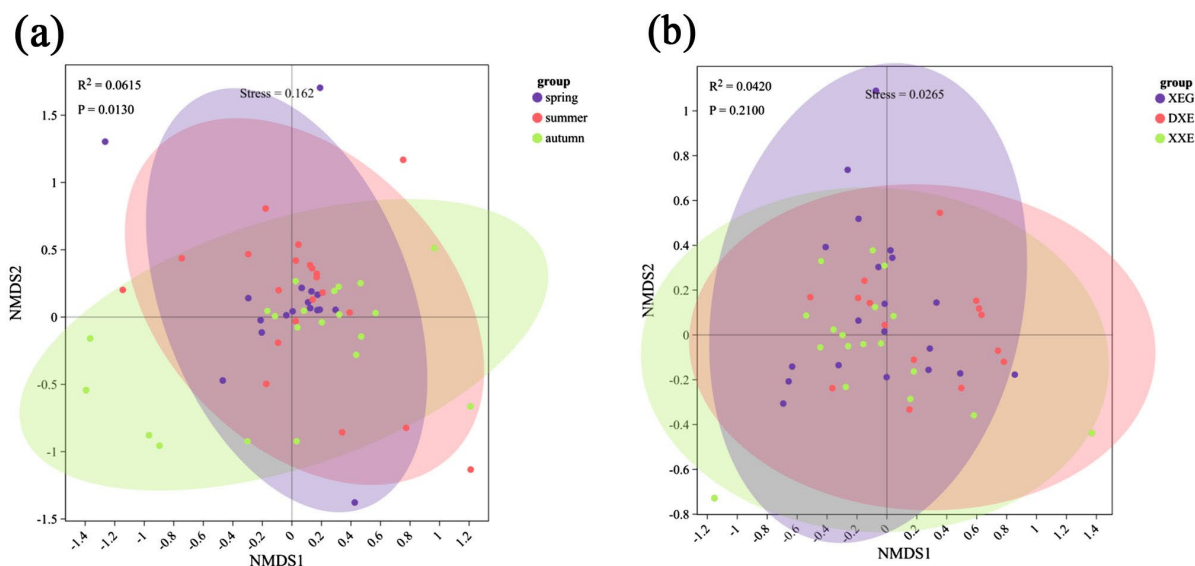 (a)
R² = 0.0615
P = 0.0130
Stress = 0.162
group
spring
summer
autumn
1.5
1
0.5
0
-0.5
-1
-1.5
NMDS2
-1.4
-1.2
-1
-0.8
-0.6
-0.4
-0.2
0
0.2
0.4
0.6
0.8
1
1.2
NMDS1
(b)
R² = 0.0420
P = 0.2100
Stress = 0.0265
group
XEG
DXE
XXE
1
0.8
0.6
0.4
0.2
0
-0.2
-0.4
-0.6
-0.8
NMDS2
-1.2
-1
-0.8
-0.6
-0.4
-0.2
0
0.2
0.4
0.6
0.8
1
1.2
1.4
NMDS1